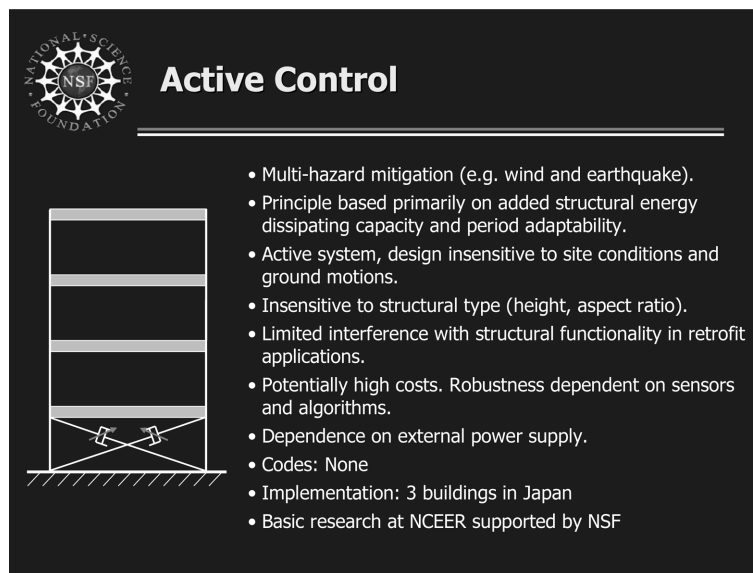 NATIONAL SCIENCE
FOUNDATION
NSF
Active Control
• Multi-hazard mitigation (e.g. wind and earthquake).
• Principle based primarily on added structural energy
dissipating capacity and period adaptability.
• Active system, design insensitive to site conditions and
ground motions.
• Insensitive to structural type (height, aspect ratio).
• Limited interference with structural functionality in retrofit
applications.
• Potentially high costs. Robustness dependent on sensors
and algorithms.
• Dependence on external power supply.
• Codes: None
• Implementation: 3 buildings in Japan
• Basic research at NCEER supported by NSF